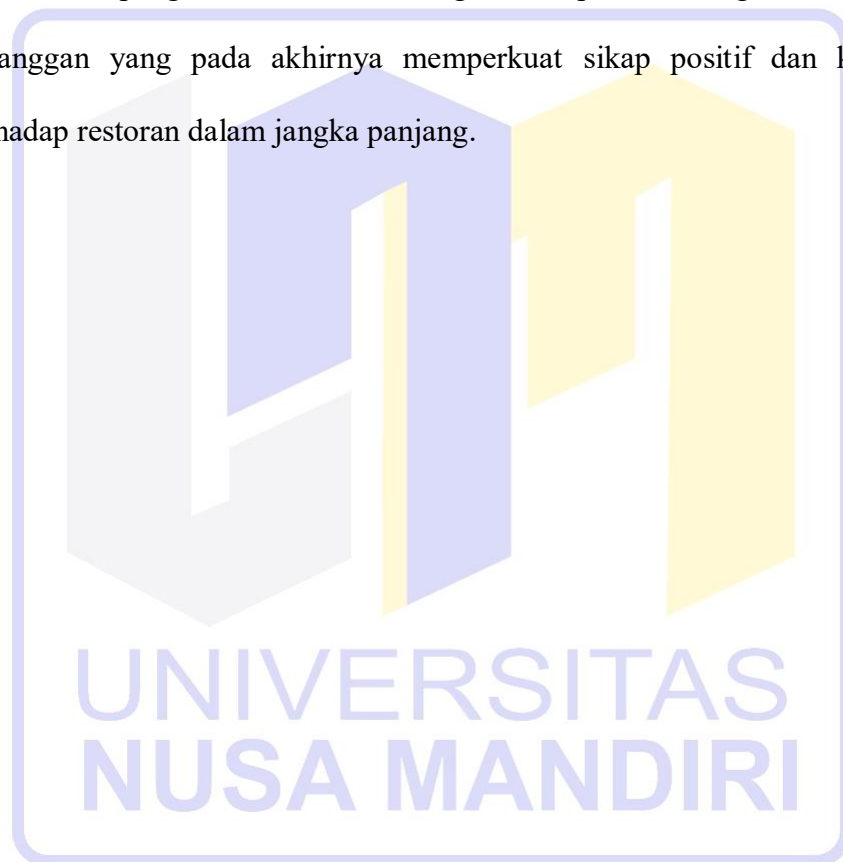 anggan yang pada akhirnya memperkuat sikap positif dan
hadap restoran dalam jangka panjang.
UNIVERSITAS
NUSA MANDIRI